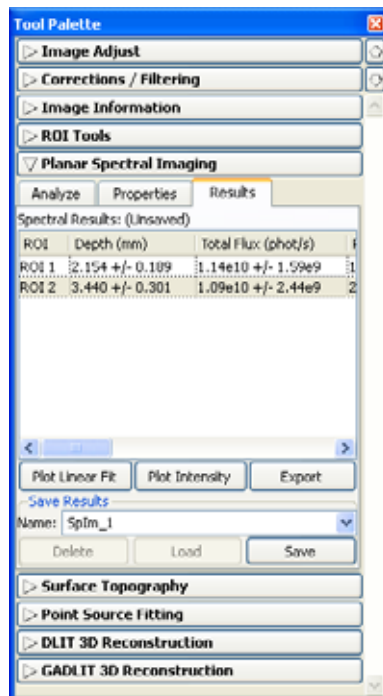 Tool Palette
Image Adjust
Corrections / Filtering
Image Information
ROI Tools
Planar Spectral Imaging
Analyze Properties Results
Spectral Results: (Unsaved)
ROI Depth (mm) Total Flux (phot/s)
ROI 1 2.154 +/- 0.189 1.14e10 +/- 1.59e9 1
ROI 2 3.440 +/- 0.301 1.09e10 +/- 2.44e9 2
Plot Linear Fit Plot Intensity Export
Save Results
Name: SpIm_1
Delete Load Save
Surface Topography
Point Source Fitting
DLIT 3D Reconstruction
GADLIT 3D Reconstruction